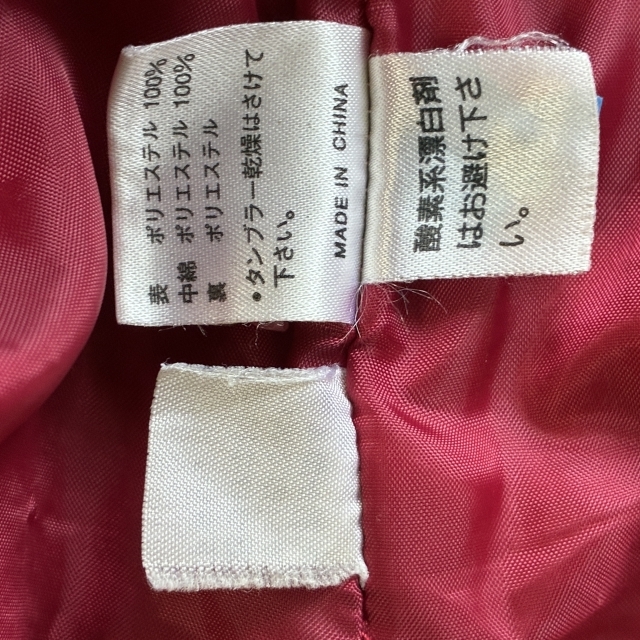 表　ポリエステル 100%
中綿　ポリエステル 100%
裏　ポリエステル
•タンブラー乾燥はさけて
下さい。
MADE IN CHINA
酸素系漂白剤
はお避け下さ
い。